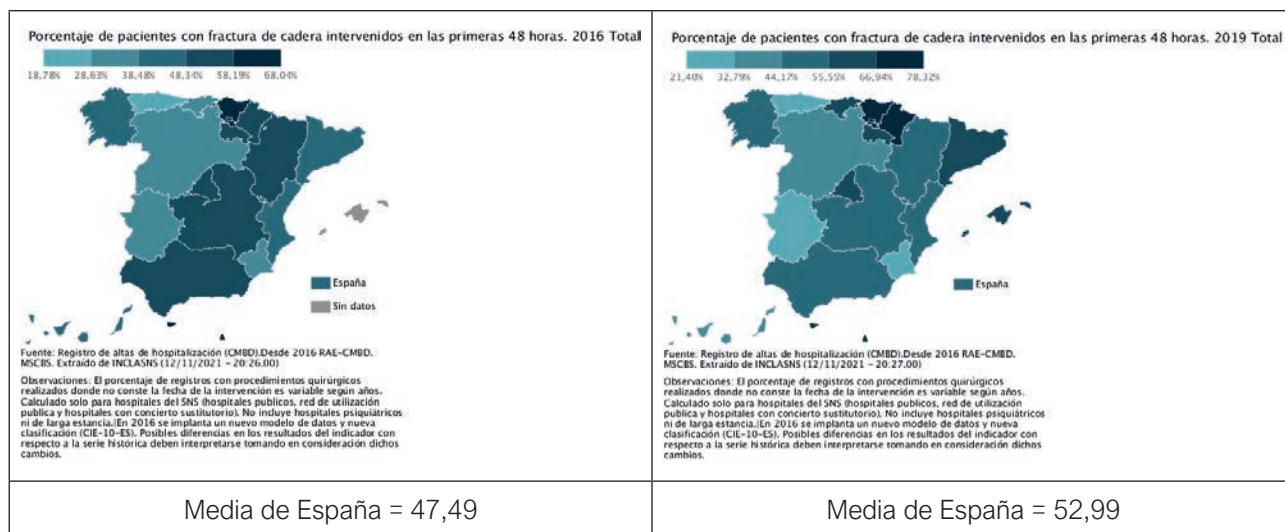 Porcentaje de pacientes con fractura de cadera intervenidos en las primeras 48 horas. 2016 Total
18,78% 28,63% 38,48% 48,34% 58,19% 68,04%
España
Sin datos
Fuente: Registro de altas de hospitalización (CMBD).Desde 2016 RAE-CMBD.
MSCBS. Extraído de INCLASNS (12/11/2021 - 20:26.00)
Observaciones: El porcentaje de registros con procedimientos quirúrgicos
realizados donde no conste la fecha de la intervención es variable según años.
Calculado solo para hospitales del SNS (hospitales publicos, red de utilización
publica y hospitales con concierto sustitutorio). No incluye hospitales psiquiátricos
ni de larga estancia.|En 2016 se implanta un nuevo modelo de datos y nueva
clasificación (CIE-10-ES). Posibles diferencias en los resultados del indicador con
respecto a la serie histórica deben interpretarse tomando en consideración dichos
cambios.
Media de España = 47,49
Porcentaje de pacientes con fractura de cadera intervenidos en las primeras 48 horas. 2019 Total
21,40% 32,79% 44,17% 55,55% 66,94% 78,32%
España
Fuente: Registro de altas de hospitalización (CMBD).Desde 2016 RAE-CMBD.
MSCBS. Extraído de INCLASNS (12/11/2021 - 20:27.00)
Observaciones: El porcentaje de registros con procedimientos quirúrgicos
realizados donde no conste la fecha de la intervención es variable según años.
Calculado solo para hospitales del SNS (hospitales publicos, red de utilización
publica y hospitales con concierto sustitutorio). No incluye hospitales psiquiátricos
ni de larga estancia.|En 2016 se implanta un nuevo modelo de datos y nueva
clasificación (CIE-10-ES). Posibles diferencias en los resultados del indicador con
respecto a la serie histórica deben interpretarse tomando en consideración dichos
cambios.
Media de España = 52,99